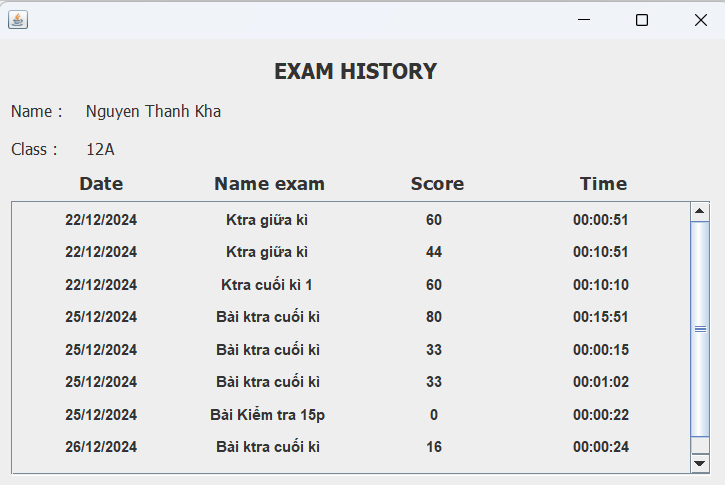 EXAM HISTORY
Name : Nguyen Thanh Kha
Class : 12A
Date Name exam Score Time
22/12/2024 Ktra giữa kì 60 00:00:51
22/12/2024 Ktra giữa kì 44 00:10:51
22/12/2024 Ktra cuối kì 1 60 00:10:10
25/12/2024 Bài ktra cuối kì 80 00:15:51
25/12/2024 Bài ktra cuối kì 33 00:00:15
25/12/2024 Bài ktra cuối kì 33 00:01:02
25/12/2024 Bài Kiểm tra 15p 0 00:00:22
26/12/2024 Bài ktra cuối kì 16 00:00:24